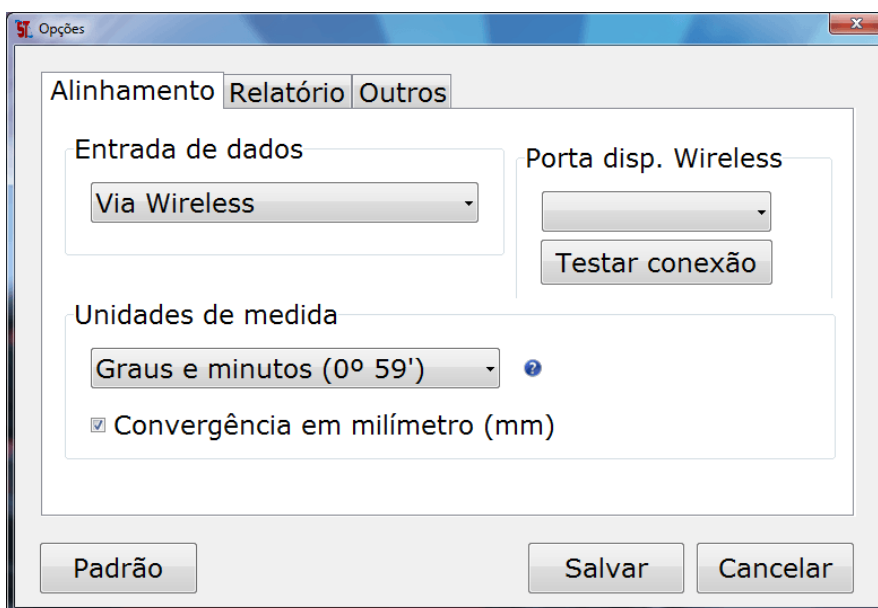 ST Opções
Alinhamento Relatório Outros
Entrada de dados
Via Wireless
Porta disp. Wireless
Testar conexão
Unidades de medida
Graus e minutos (0º 59') ?
Convergência em milímetro (mm)
Padrão Salvar Cancelar